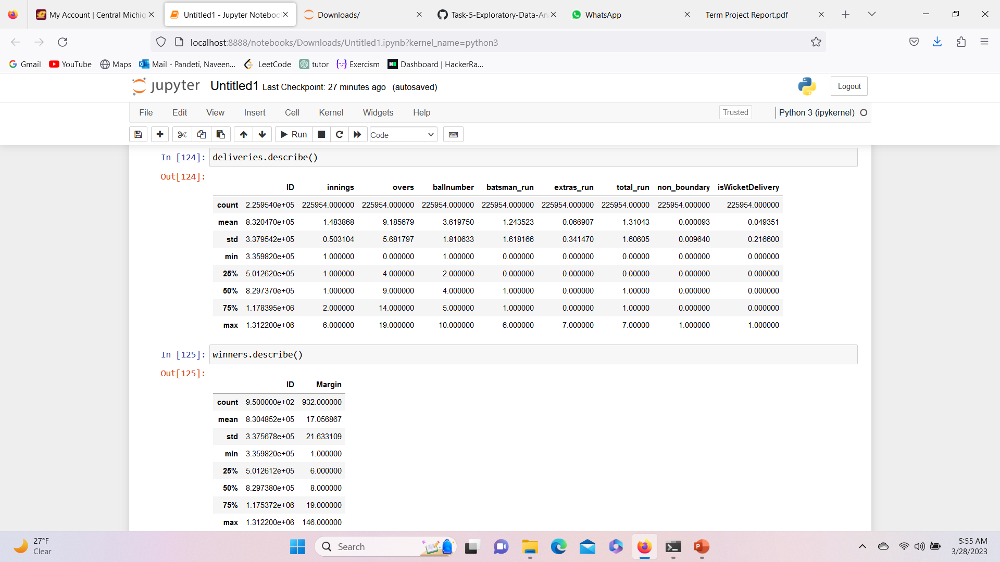 My Account | Central Michig
Untitled1 - Jupyter Noteboo
Downloads/
Task-5-Exploratory-Data-An
WhatsApp
Term Project Report.pdf
localhost:8888/notebooks/Downloads/Untitled1.ipynb?kernel_name=python3
Gmail YouTube Maps Mail - Pandeti, Naveen... LeetCode tutor Exercism Dashboard | HackerRa...
jupyter Untitled1 Last Checkpoint: 27 minutes ago (autosaved) Logout
File Edit View Insert Cell Kernel Widgets Help Trusted Python 3 (ipykernel)
Run Code
In [124]: deliveries.describe()
Out[124]:
ID innings overs ballnumber batsman_run extras_run total_run non_boundary isWicketDelivery
count 2.259540e+05 225954.000000 225954.000000 225954.000000 225954.000000 225954.000000 225954.00000 225954.000000 225954.000000
mean 8.320470e+05 1.483868 9.185679 3.619750 1.243523 0.066907 1.31043 0.000093 0.049351
std 3.379542e+05 0.503104 5.681797 1.810633 1.618166 0.341470 1.60605 0.009640 0.216600
min 3.359820e+05 1.000000 0.000000 1.000000 0.000000 0.000000 0.00000 0.000000 0.000000
25% 5.012620e+05 1.000000 4.000000 2.000000 0.000000 0.000000 0.00000 0.000000 0.000000
50% 8.297370e+05 1.000000 9.000000 4.000000 1.000000 0.000000 1.00000 0.000000 0.000000
75% 1.178395e+06 2.000000 14.000000 5.000000 1.000000 0.000000 1.00000 0.000000 0.000000
max 1.312200e+06 6.000000 19.000000 10.000000 6.000000 7.000000 7.00000 1.000000 1.000000
In [125]: winners.describe()
Out[125]:
ID Margin
count 9.500000e+02 932.000000
mean 8.304852e+05 17.056867
std 3.375678e+05 21.633109
min 3.359820e+05 1.000000
25% 5.012612e+05 6.000000
50% 8.297380e+05 8.000000
75% 1.175372e+06 19.000000
max 1.312200e+06 146.000000
27°F
Clear
Search
5:55 AM
3/28/2023